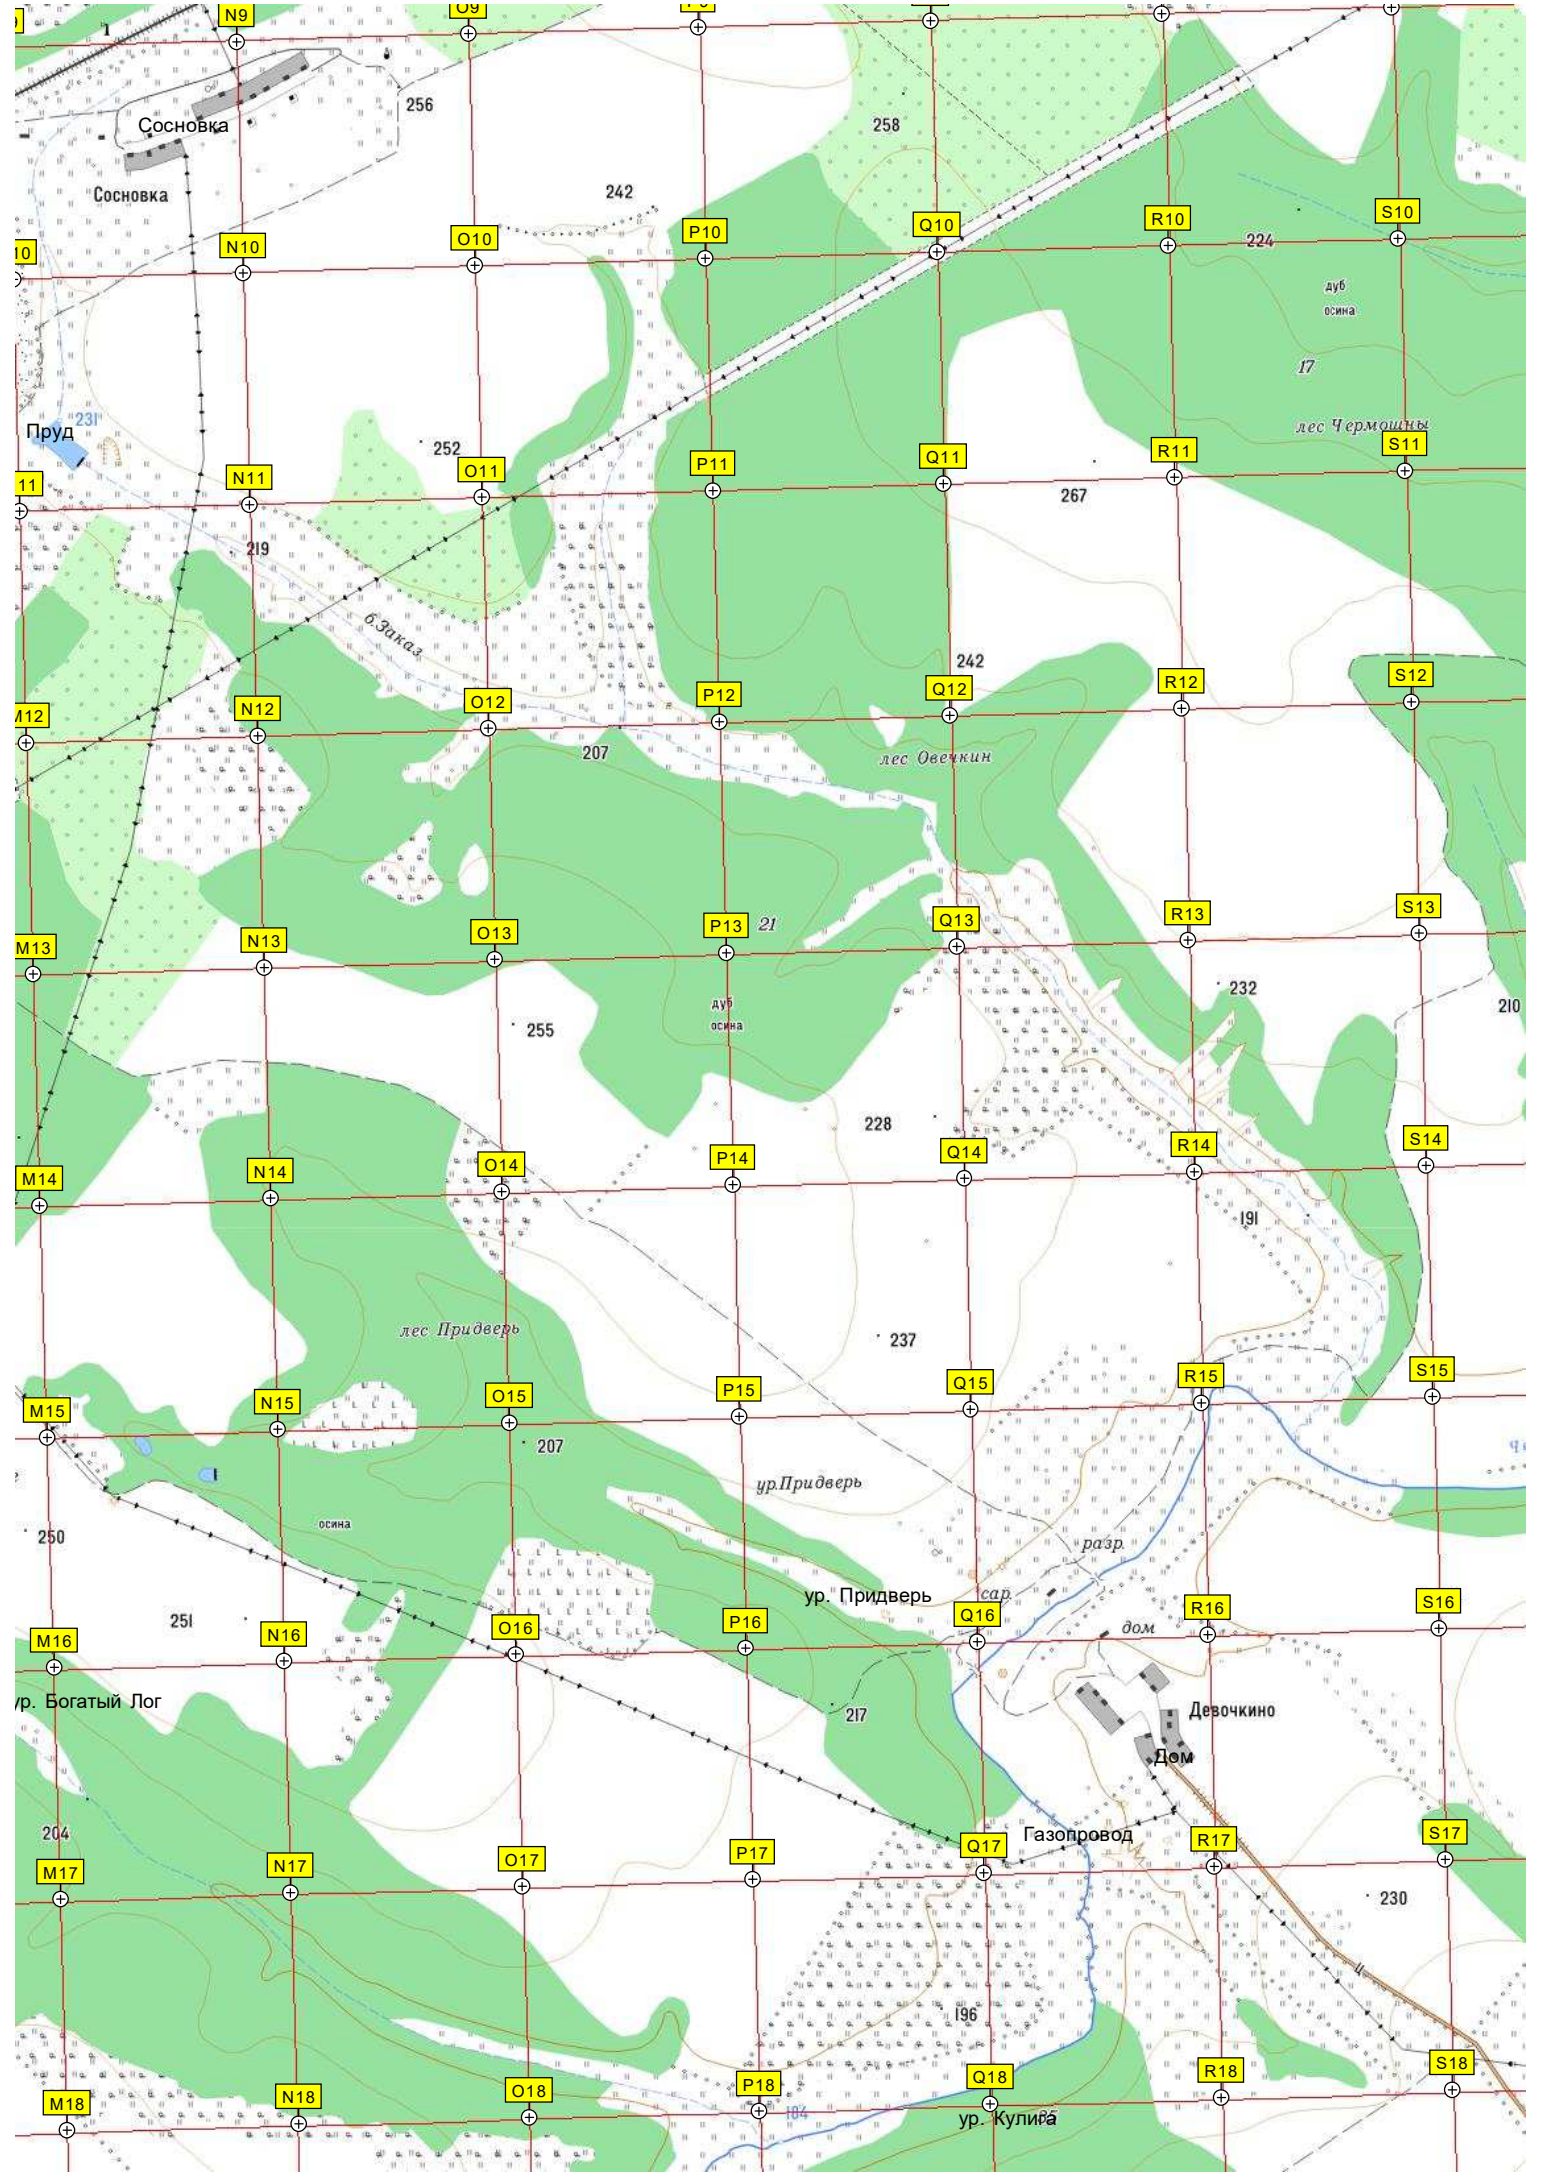 N9
O9
1
256
258
Сосновка
Сосновка
242
N10
O10
P10
Q10
R10
S10
10
224
дуб
осина
17
231
Пруд
252
лес Чермошны
11
N11
O11
P11
Q11
R11
S11
267
219
б.Заказ
242
M12
N12
O12
P12
Q12
R12
S12
207
лес Овечкин
M13
N13
O13
P13
21
Q13
R13
S13
232
210
дуб
осина
255
228
M14
N14
O14
P14
Q14
R14
S14
191
лес Придверь
237
M15
N15
O15
P15
Q15
R15
S15
207
ур.Придверь
250
осина
разр.
ур. Придверь
сар.
251
M16
N16
O16
P16
Q16
R16
S16
дом
ур. Богатый Лог
217
Девочкино
Дом
204
Газопровод
M17
N17
O17
P17
Q17
R17
S17
230
Ц
196
M18
N18
O18
P18
Q18
R18
S18
184
ур. Кулига